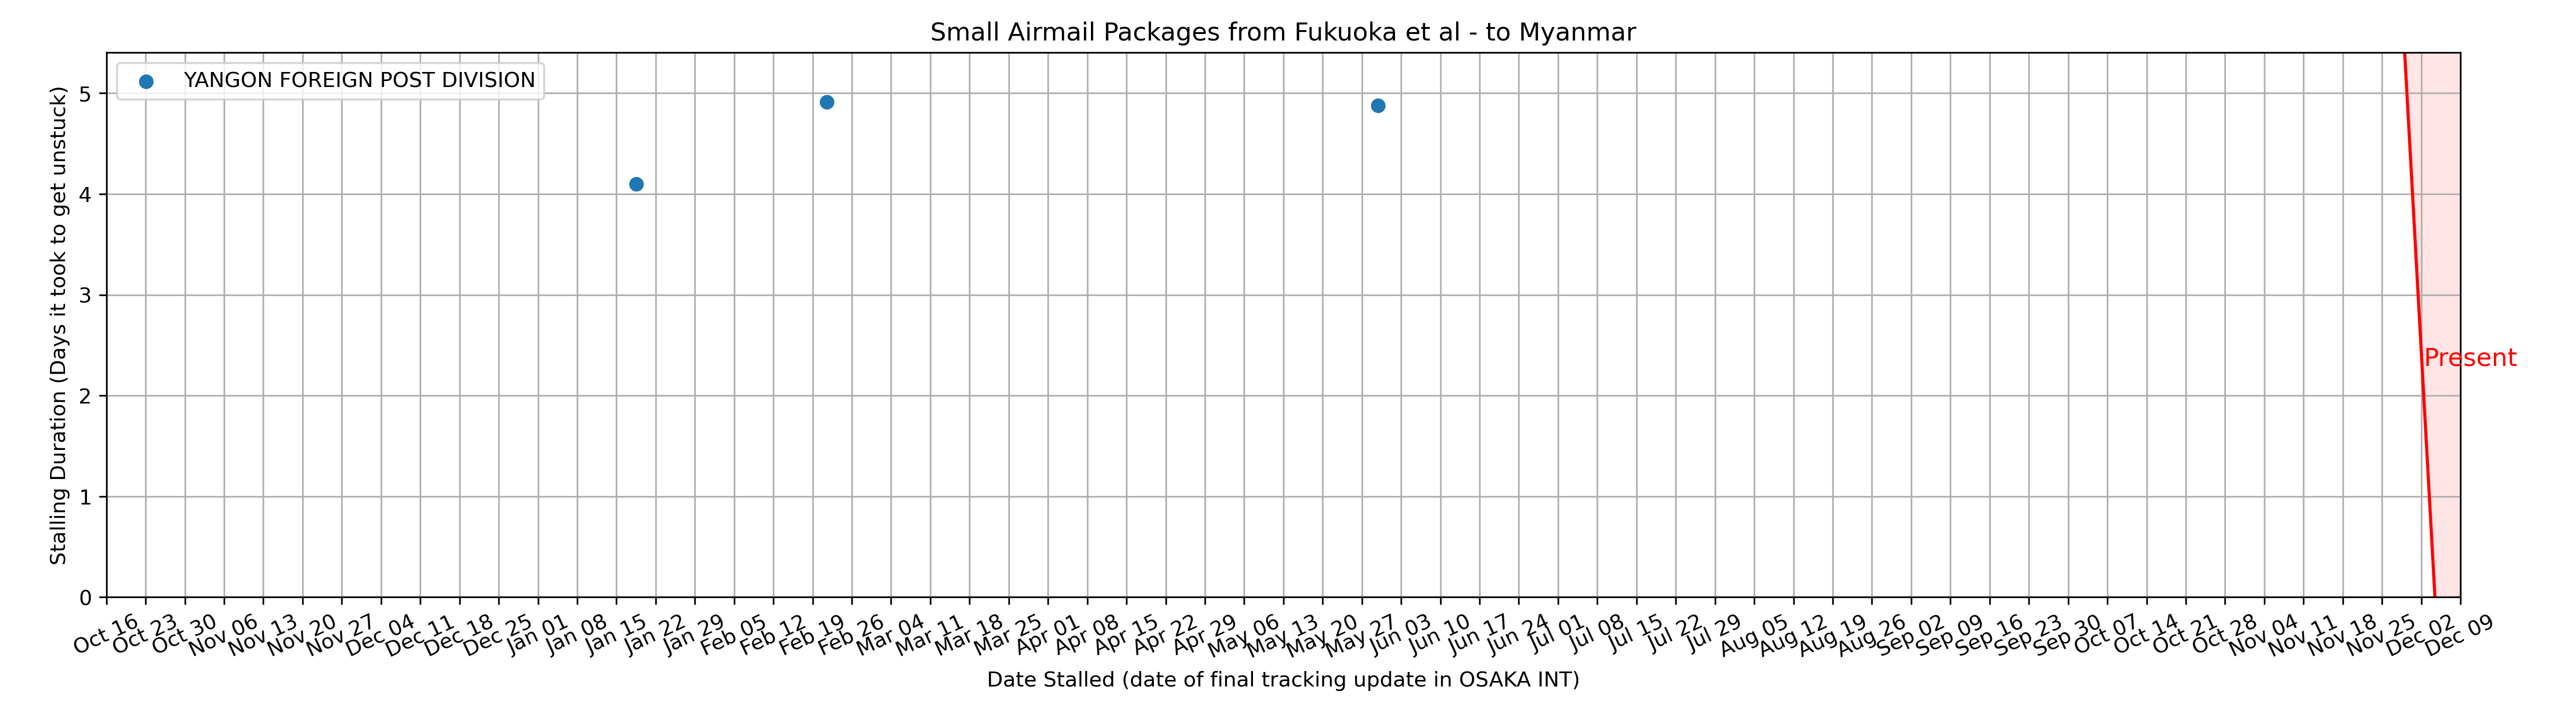 Small Airmail Packages from Fukuoka et al - to Myanmar
YANGON FOREIGN POST DIVISION
Stalling Duration (Days it took to get unstuck)
5
4
3
2
1
0
Present
Oct 16 Oct 23 Oct 30 Nov 06 Nov 13 Nov 20 Nov 27 Dec 04 Dec 11 Dec 18 Dec 25 Jan 01 Jan 08 Jan 15 Jan 22 Jan 29 Feb 05 Feb 12 Feb 19 Feb 26 Mar 04 Mar 11 Mar 18 Mar 25 Apr 01 Apr 08 Apr 15 Apr 22 Apr 29 May 06 May 13 May 20 May 27 Jun 03 Jun 10 Jun 17 Jun 24 Jul 01 Jul 08 Jul 15 Jul 22 Jul 29 Aug 05 Aug 12 Aug 19 Aug 26 Sep 02 Sep 09 Sep 16 Sep 23 Sep 30 Oct 07 Oct 14 Oct 21 Oct 28 Nov 04 Nov 11 Nov 18 Nov 25 Dec 02 Dec 09
Date Stalled (date of final tracking update in OSAKA INT)